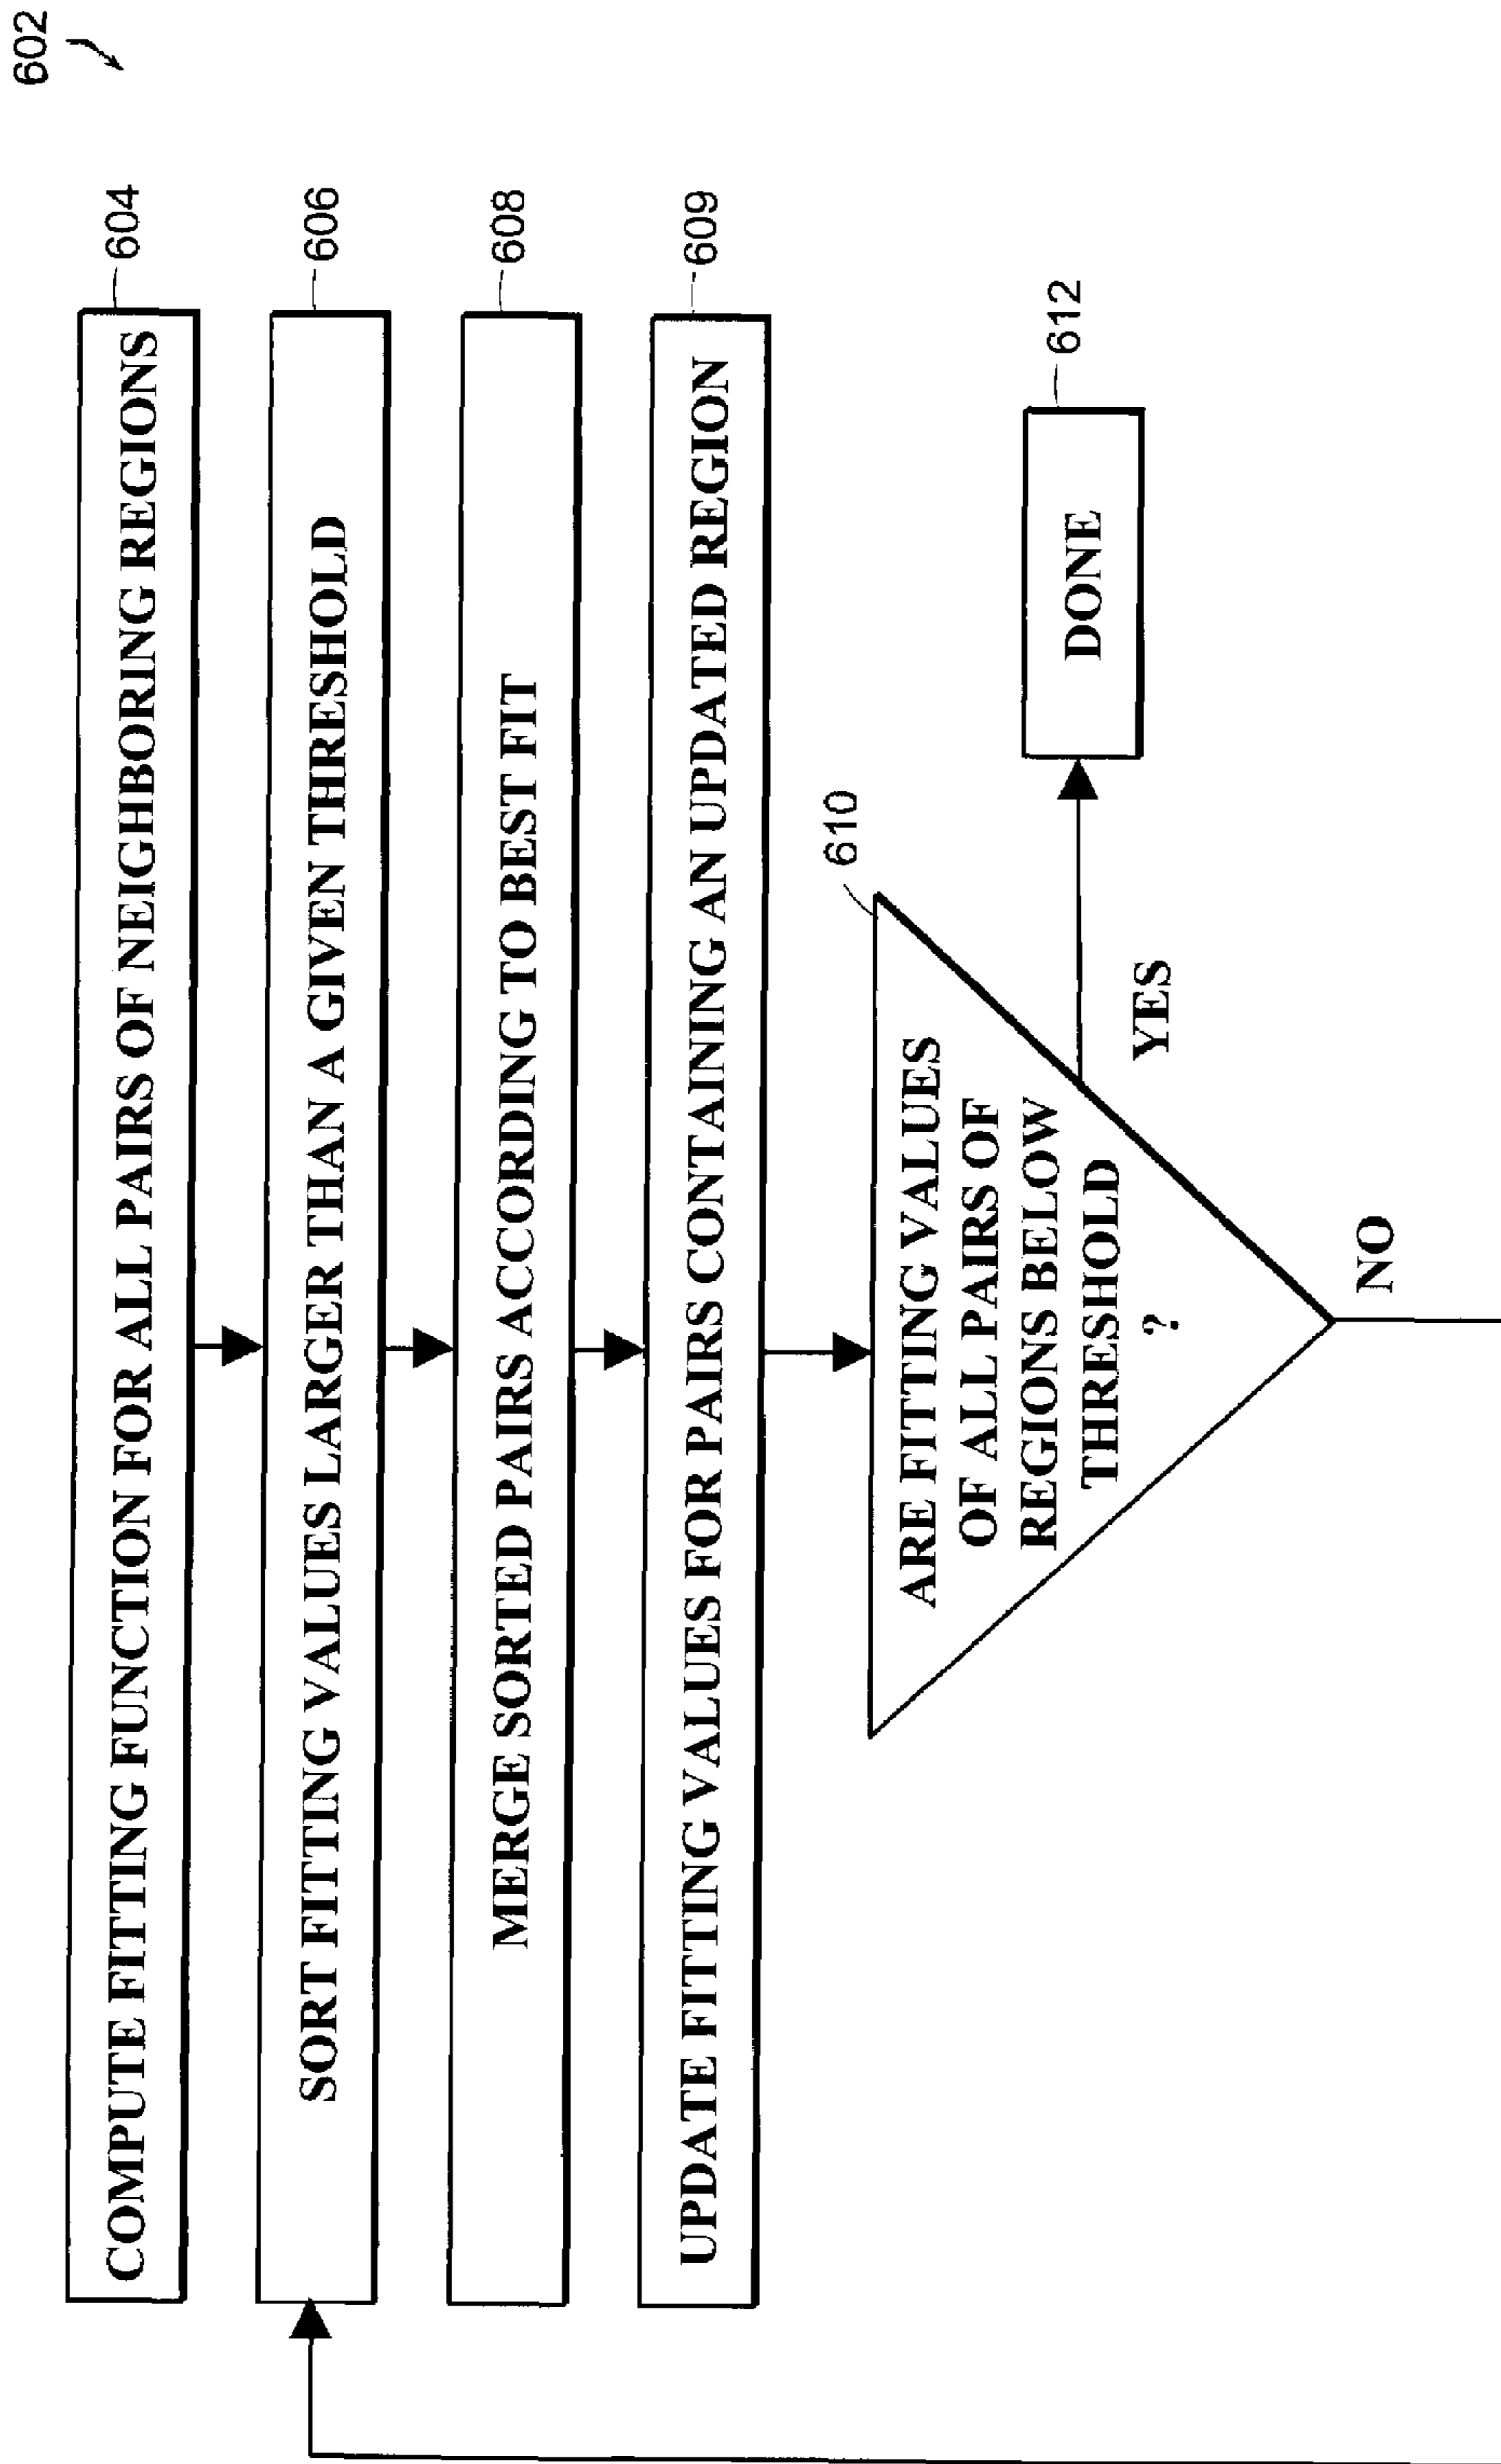 602
COMPUTE FITTING FUNCTION FOR ALL PAIRS OF NEIGHBORING REGIONS
604
SORT FITTING VALUES LARGER THAN A GIVEN THRESHOLD
606
MERGE SORTED PAIRS ACCORDING TO BEST FIT
608
UPDATE FITTING VALUES FOR PAIRS CONTAINING AN UPDATED REGION
609
610
ARE FITTING VALUES
OF ALL PAIRS OF
REGIONS BELOW
THRESHOLD
?
YES
DONE
612
NO